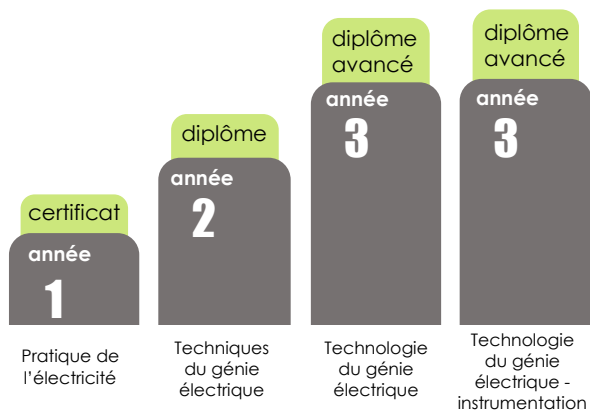 certificat
année
1
Pratique de
l'électricité
diplôme
année
2
Techniques
du génie
électrique
diplôme
avancé
année
3
Technologie
du génie
électrique
diplôme
avancé
année
3
Technologie
du génie
électrique -
instrumentation